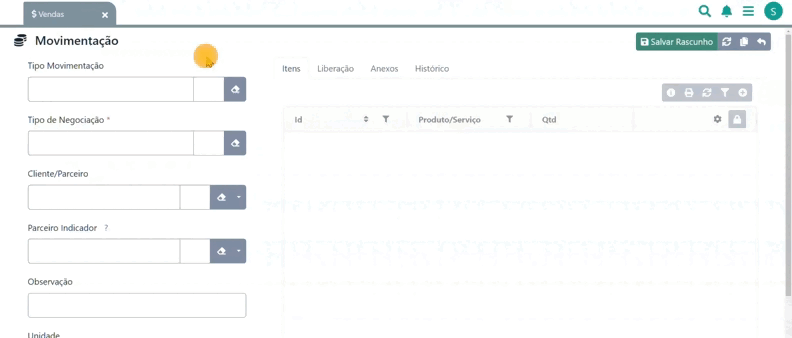 $ Vendas ×
S
Movimentação
Salvar Rascunho
Tipo Movimentação
Itens Liberação Anexos Histórico
Tipo de Negociação *
Id Produto/Serviço Qtd
Cliente/Parceiro
Parceiro Indicador ?
Observação
Unidade